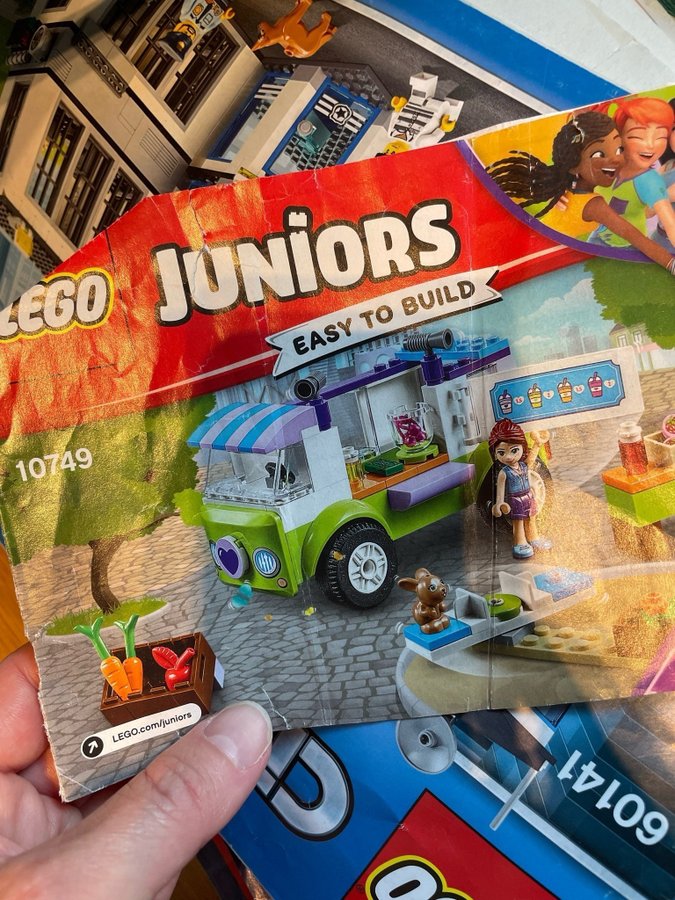 LEGO
JUNIORS
EASY TO BUILD
10749
LEGO.com/juniors
60141